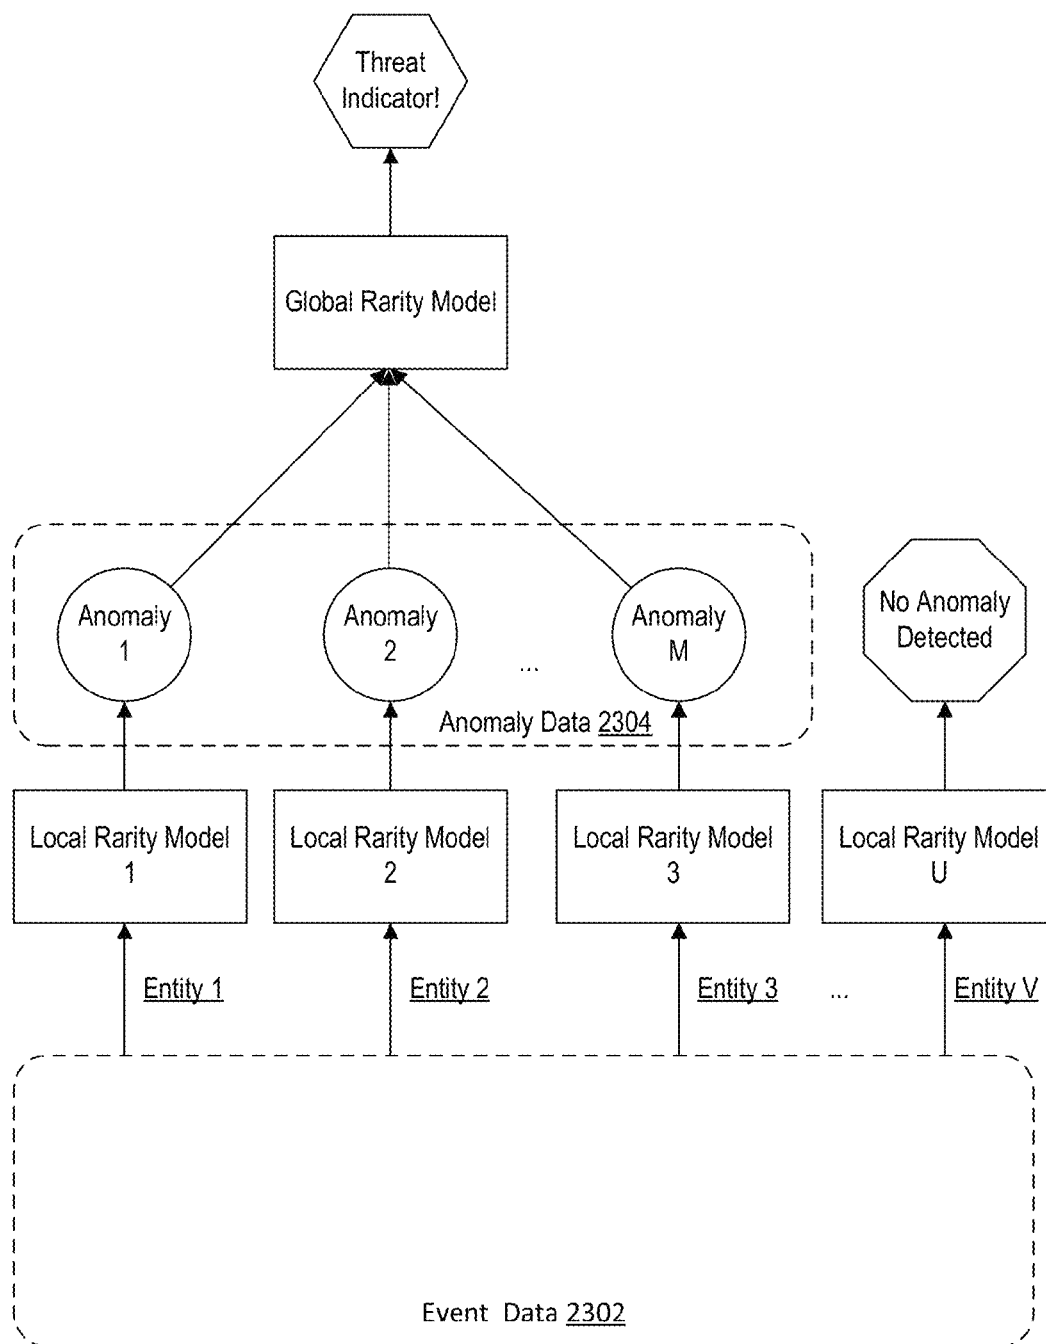 Threat
Indicator!
Global Rarity Model
Anomaly
1
Anomaly
2
...
Anomaly
M
No Anomaly
Detected
Anomaly Data 2304
Local Rarity Model
1
Local Rarity Model
2
Local Rarity Model
3
Local Rarity Model
U
Entity 1
Entity 2
Entity 3
...
Entity V
Event Data 2302